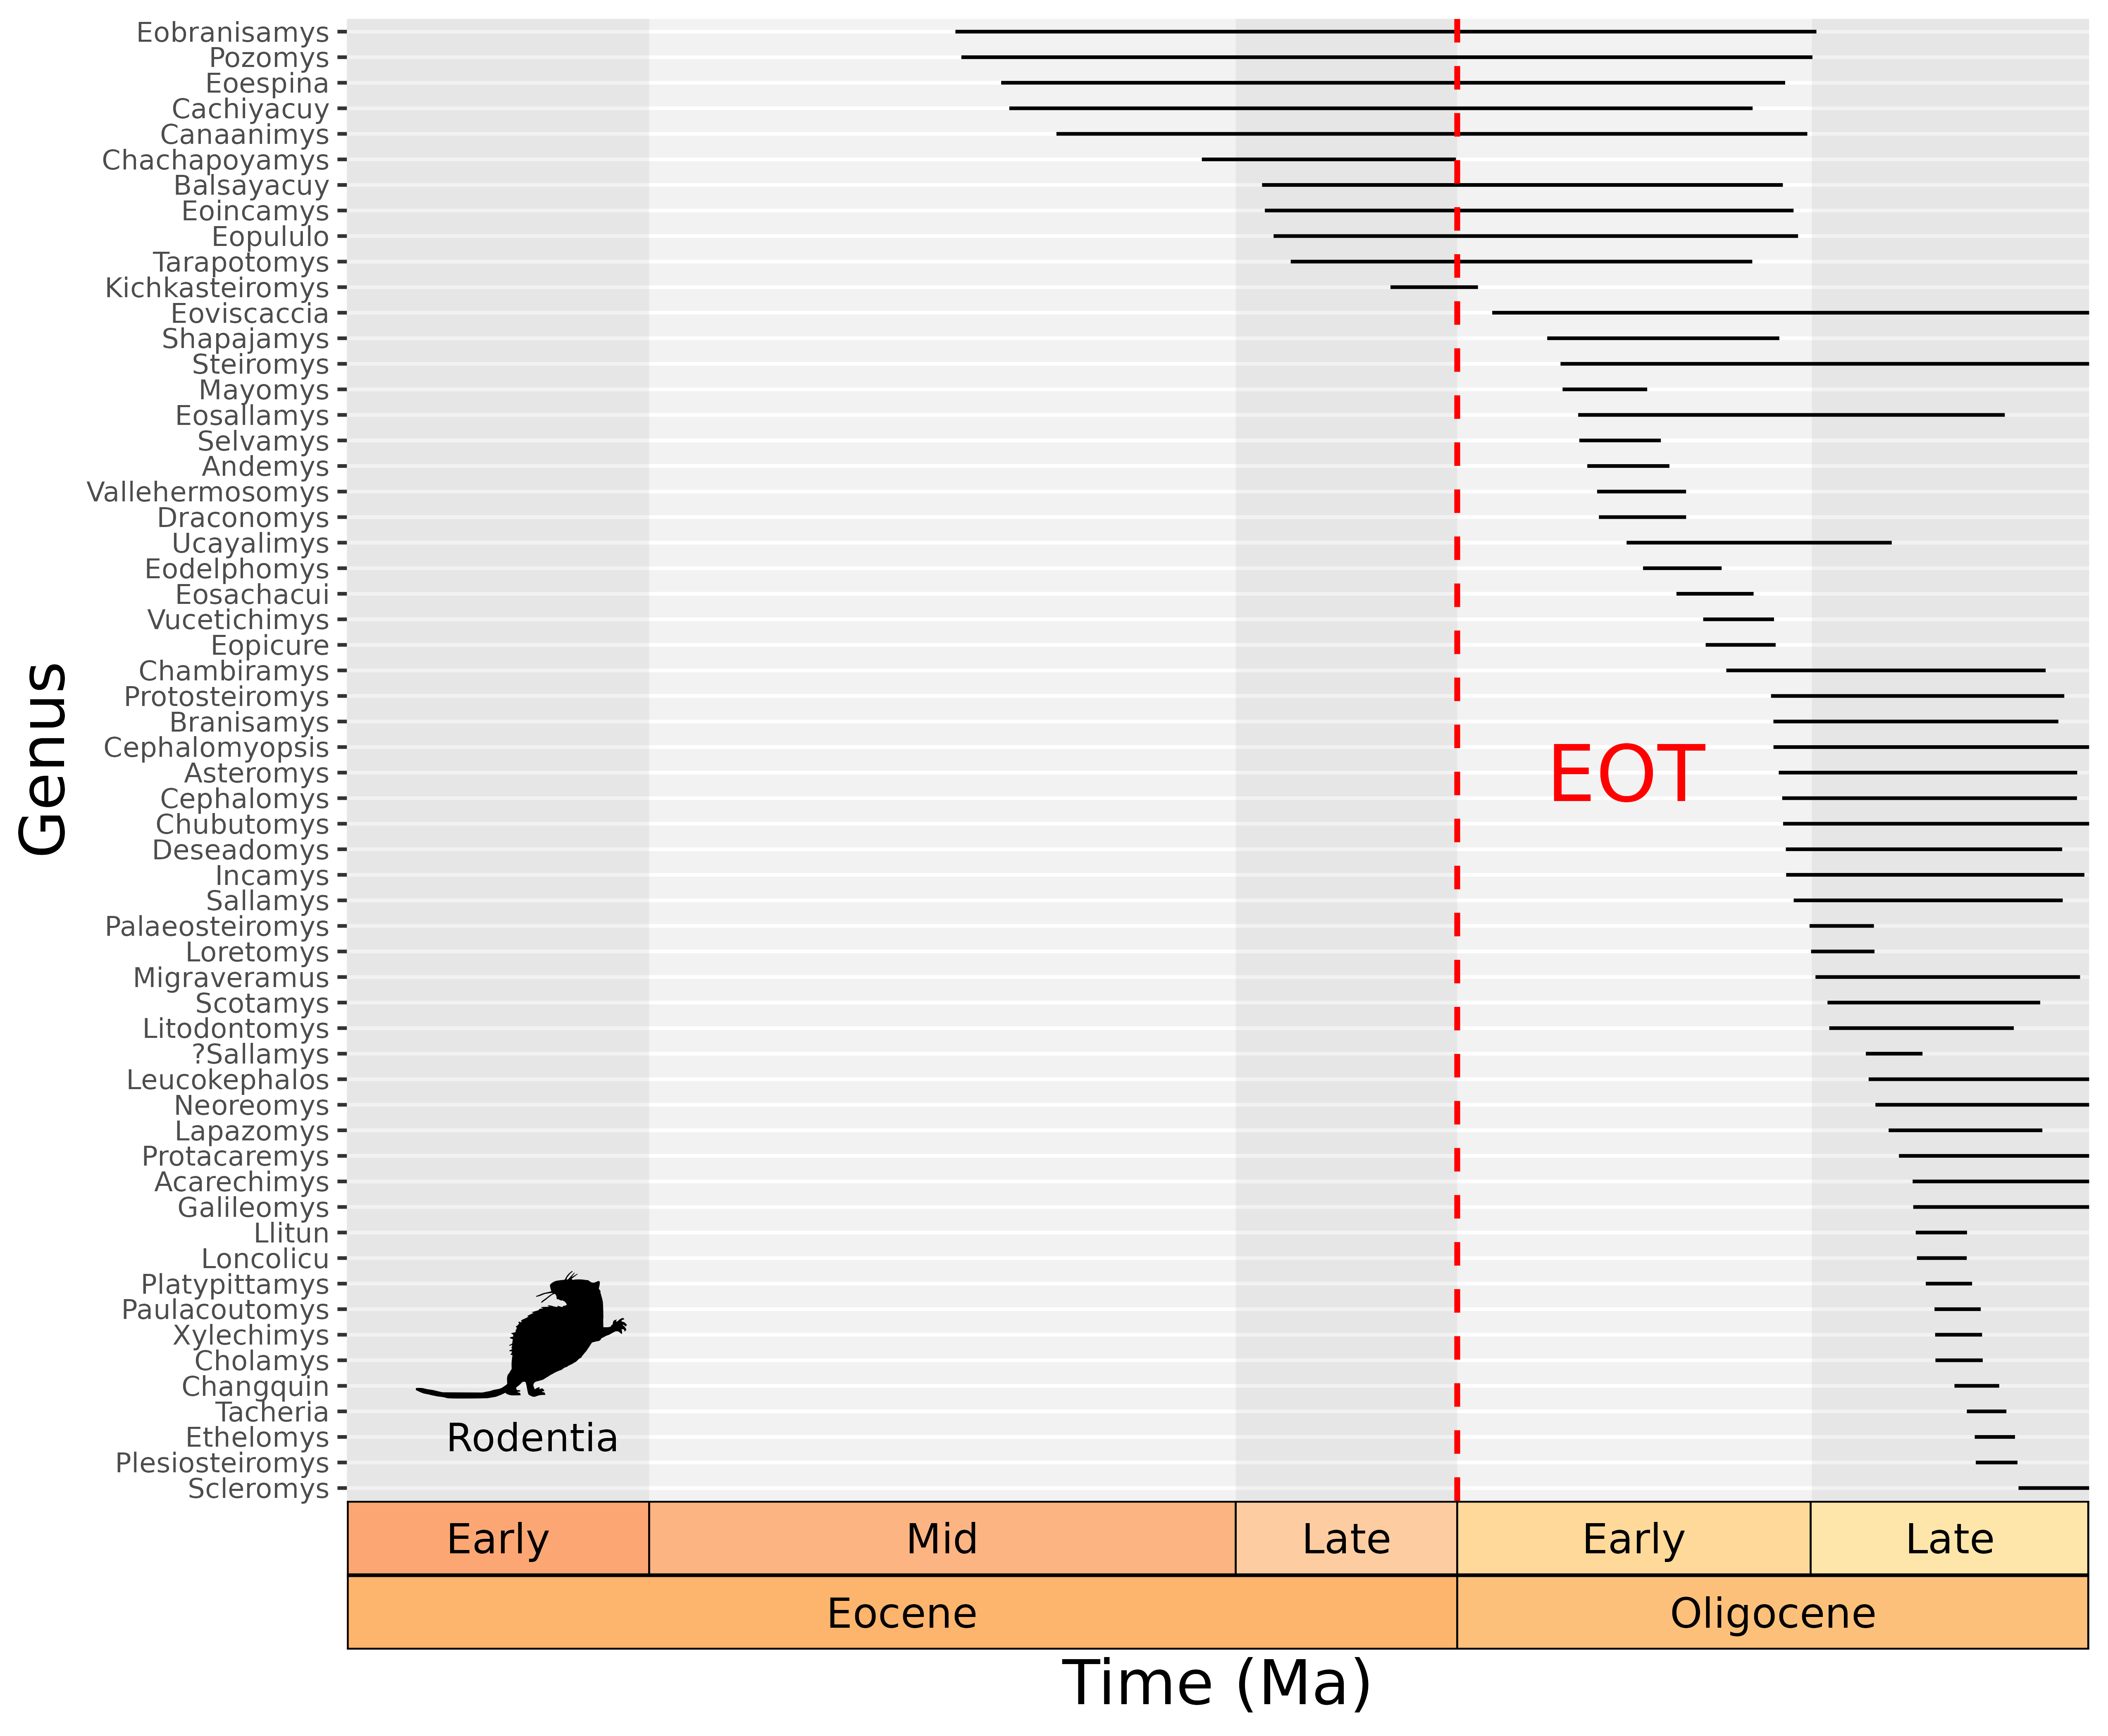 Eobranisamys
Pozomys
Eoespina
Cachiyacuy
Canaanimys
Chachapoyamys
Balsayacuy
Eoincamys
Eopululo
Tarapotomys
Kichkasteiromys
Eoviscaccia
Shapajamys
Steiromys
Mayomys
Eosallamys
Selvamys
Andemys
Vallehermosomys
Draconomys
Ucayalimys
Eodelphomys
Eosachacui
Vucetichimys
Eopicure
Chambiramys
Protosteiromys
Branisamys
Cephalomyopsis
Asteromys
Cephalomys
Chubutomys
Deseadomys
Incamys
Sallamys
Palaeosteiromys
Loretomys
Migraveramus
Scotamys
Litodontomys
?Sallamys
Leucokephalos
Neoreomys
Lapazomys
Protacaremys
Acarechimys
Galileomys
Llitun
Loncolicu
Platypittamys
Paulacoutomys
Xylechimys
Cholamys
Changquin
Tacheria
Ethelomys
Plesiosteiromys
Scleromys
Genus
EOT
Rodentia
Early Mid Late Early Late
Eocene Oligocene
Time (Ma)